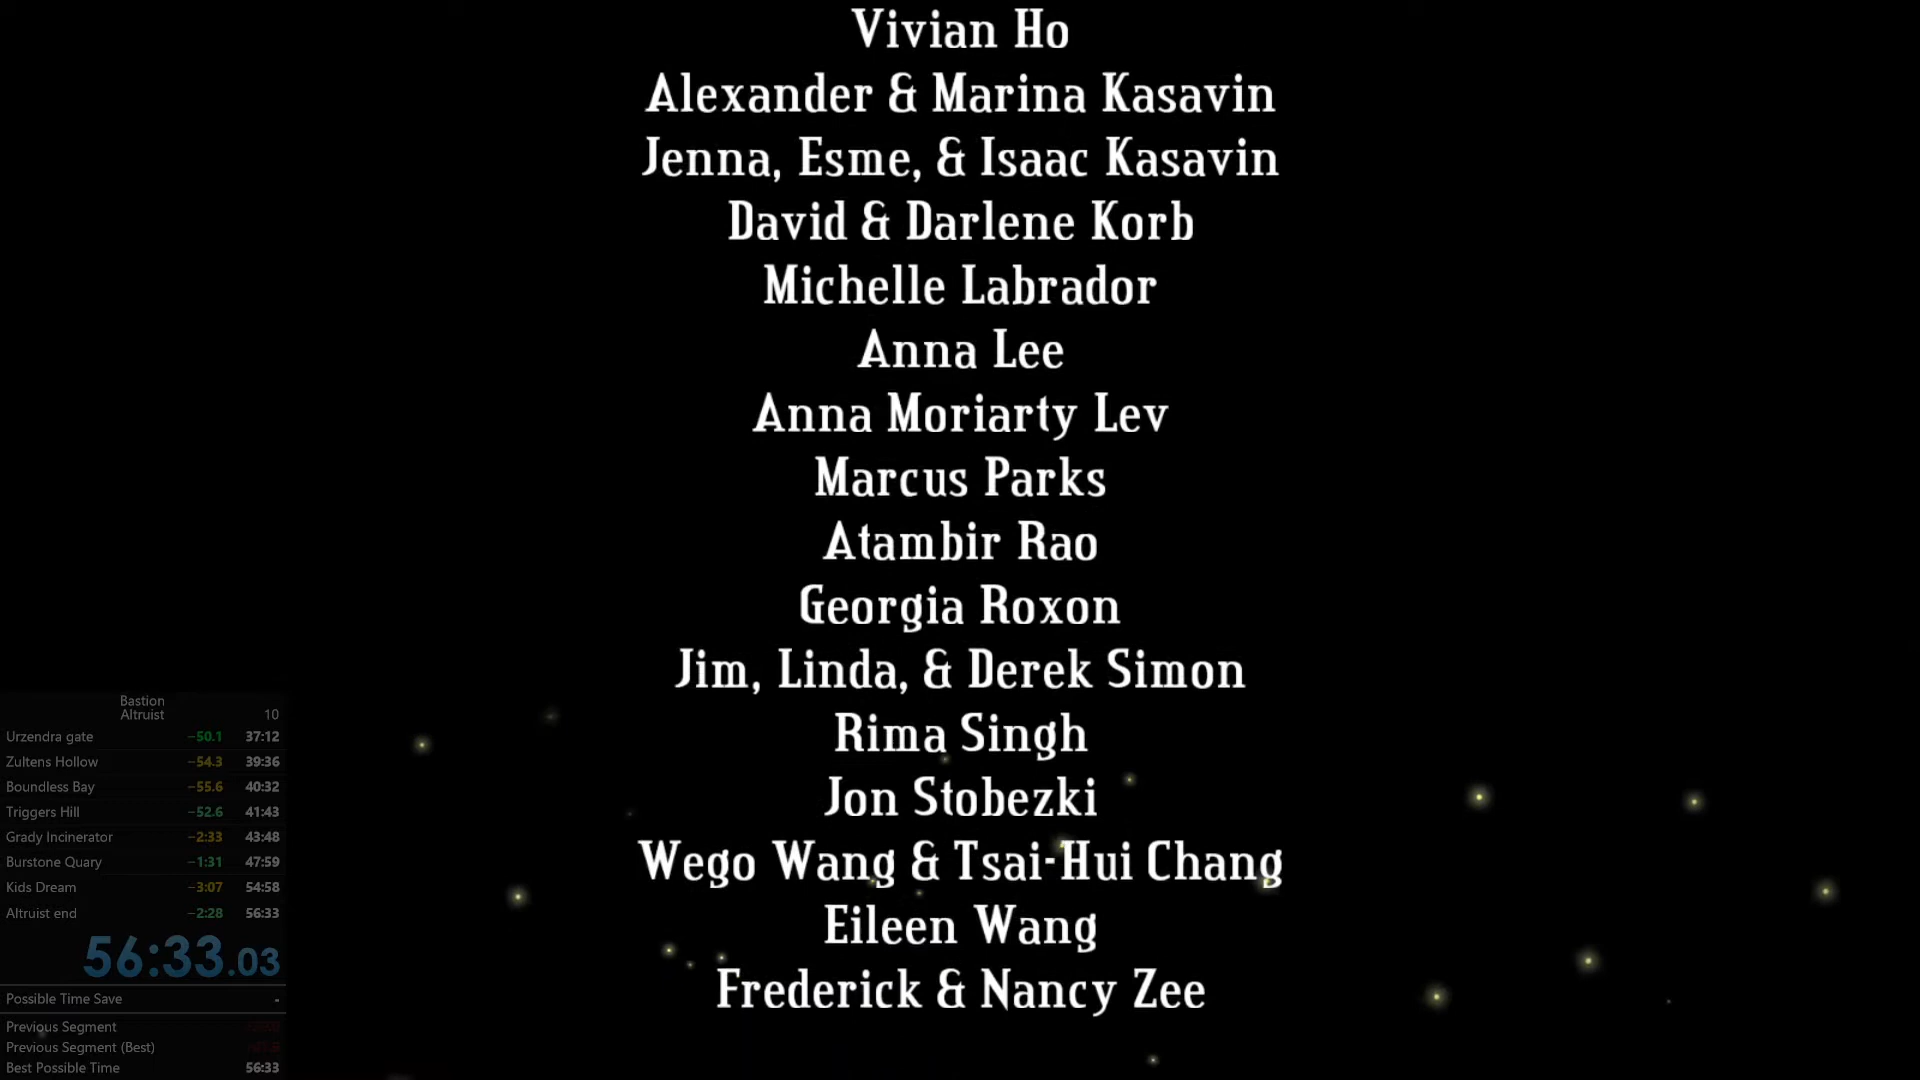 Vivian Ho
Alexander & Marina Kasavin
Jenna, Esme, & Isaac Kasavin
David & Darlene Korb
Michelle Labrador
Anna Lee
Anna Moriarty Lev
Marcus Parks
Atambir Rao
Georgia Roxon
Jim, Linda, & Derek Simon
Rima Singh
Jon Stobezki
Wego Wang & Tsai-Hui Chang
Eileen Wang
Frederick & Nancy Zee
Bastion
Altruist 10
Urzendra gate −50.1 37:12
Zultens Hollow −54.3 39:36
Boundless Bay −55.6 40:32
Triggers Hill −52.6 41:43
Grady Incinerator −2:33 43:48
Burstone Quary −1:31 47:59
Kids Dream −3:07 54:58
Altruist end −2:28 56:33
56:33.03
Possible Time Save -
Previous Segment
Previous Segment (Best)
Best Possible Time 56:33